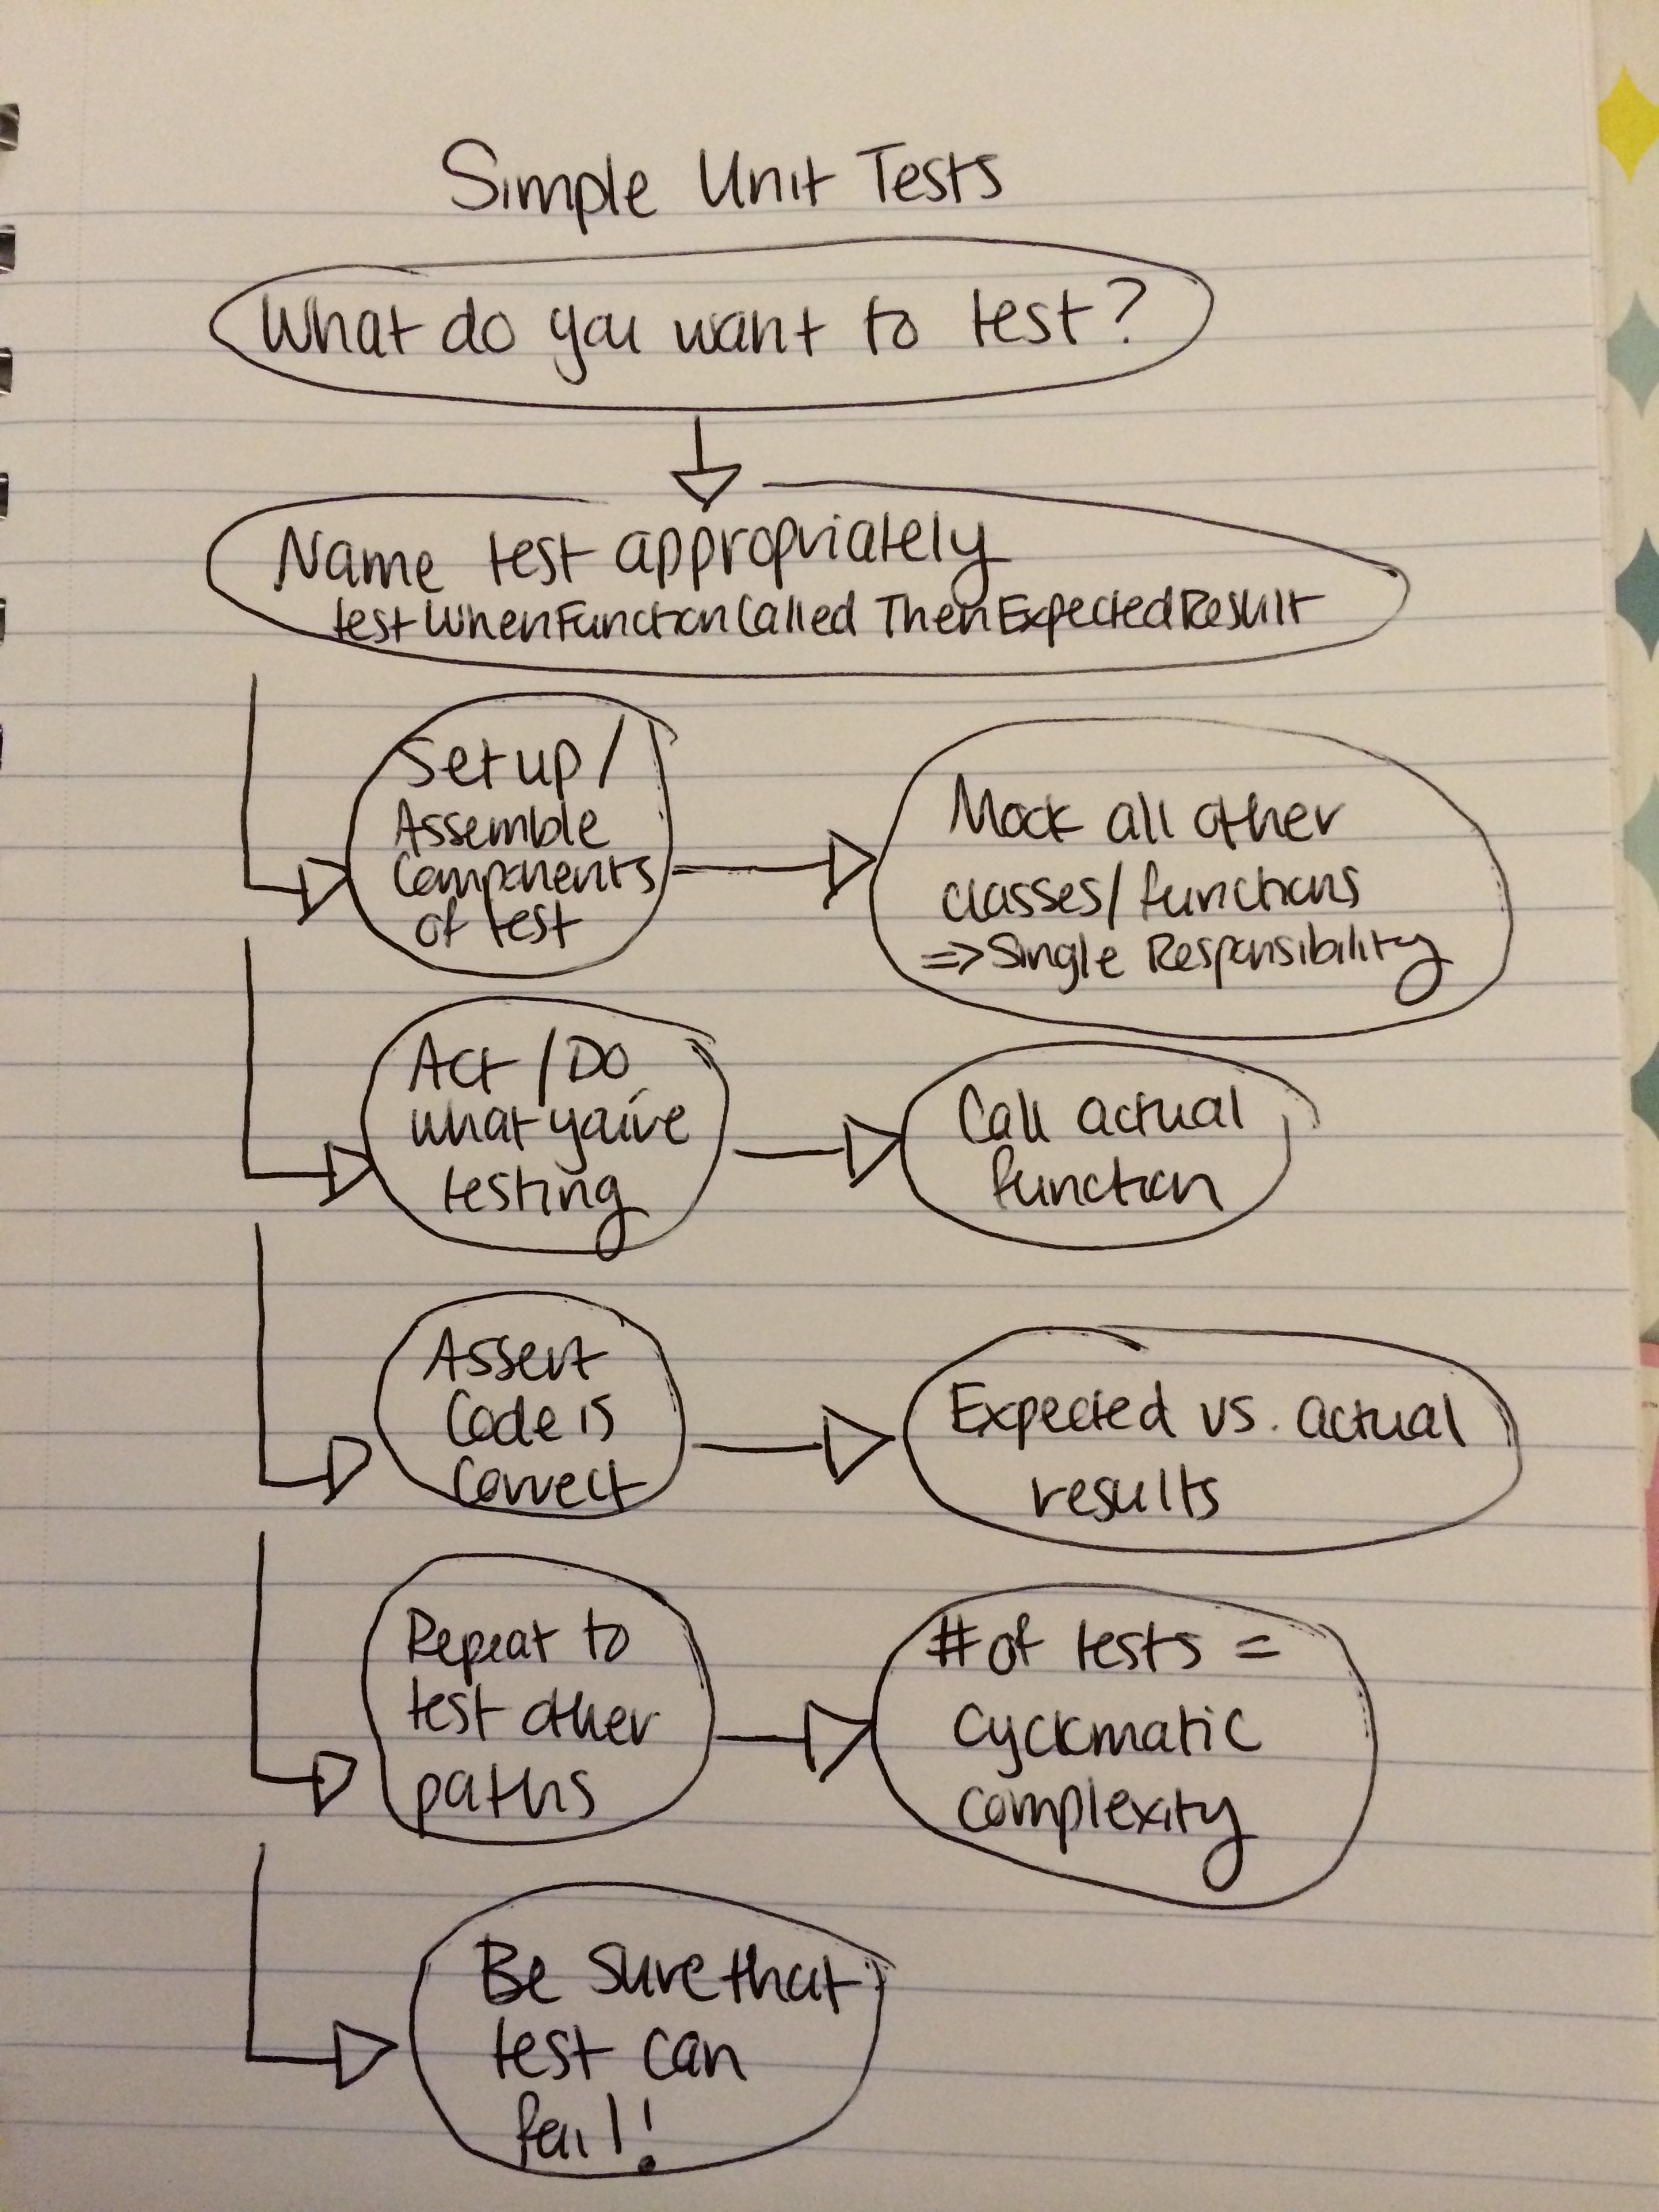 Simple Unit Tests
What do you want to test?
Name test appropriately
testWhenFunctionCalledThenExpectedResult
Setup/
Assemble
Components
of test
Mock all other
classes/functions
=> Single Responsibility
Act/Do
what you're
testing
Call actual
function
Assert
Code is
Correct
Expected vs. actual
results
Repeat to
test other
paths
# of tests =
cyclomatic
complexity
Be sure that
test can
fail!